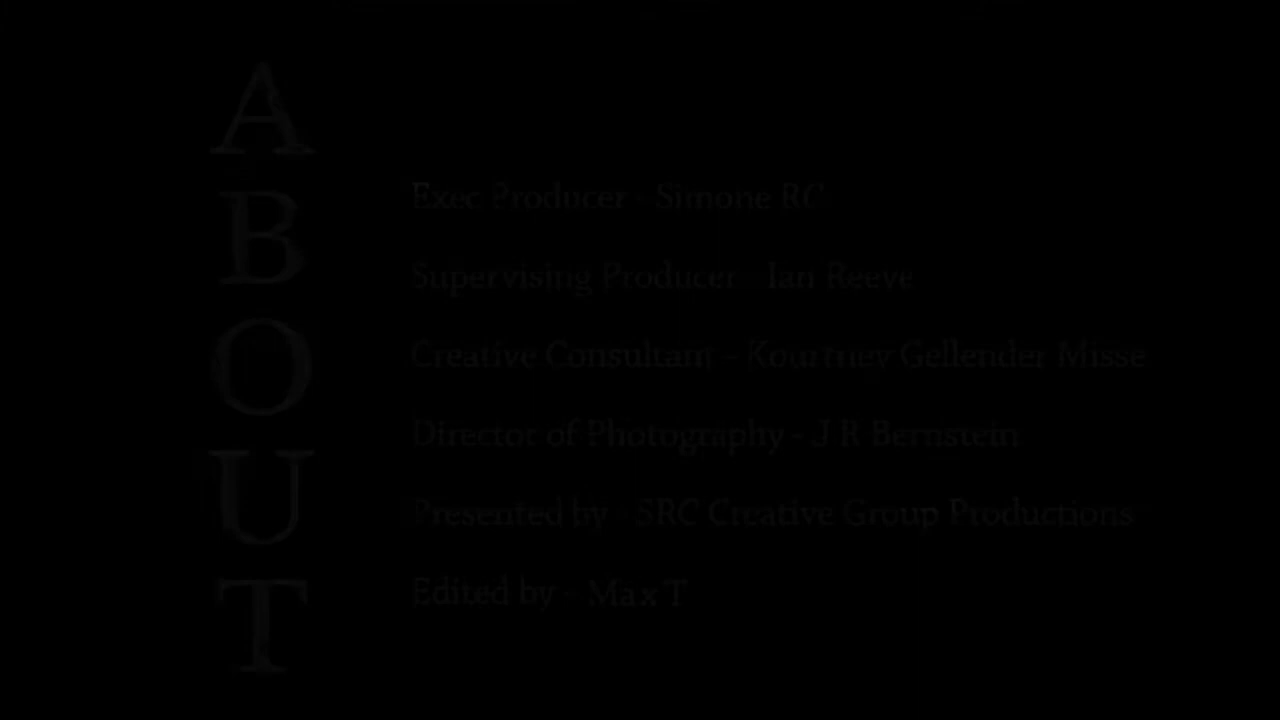 A
B
O
U
T
Exec Producer - Simone RC
Supervising Producer - Ian Reeve
Creative Consultant - Kourtney Gellender Misse
Director of Photography - J R Bernstein
Presented by - SRC Creative Group Productions
Edited by - Max T